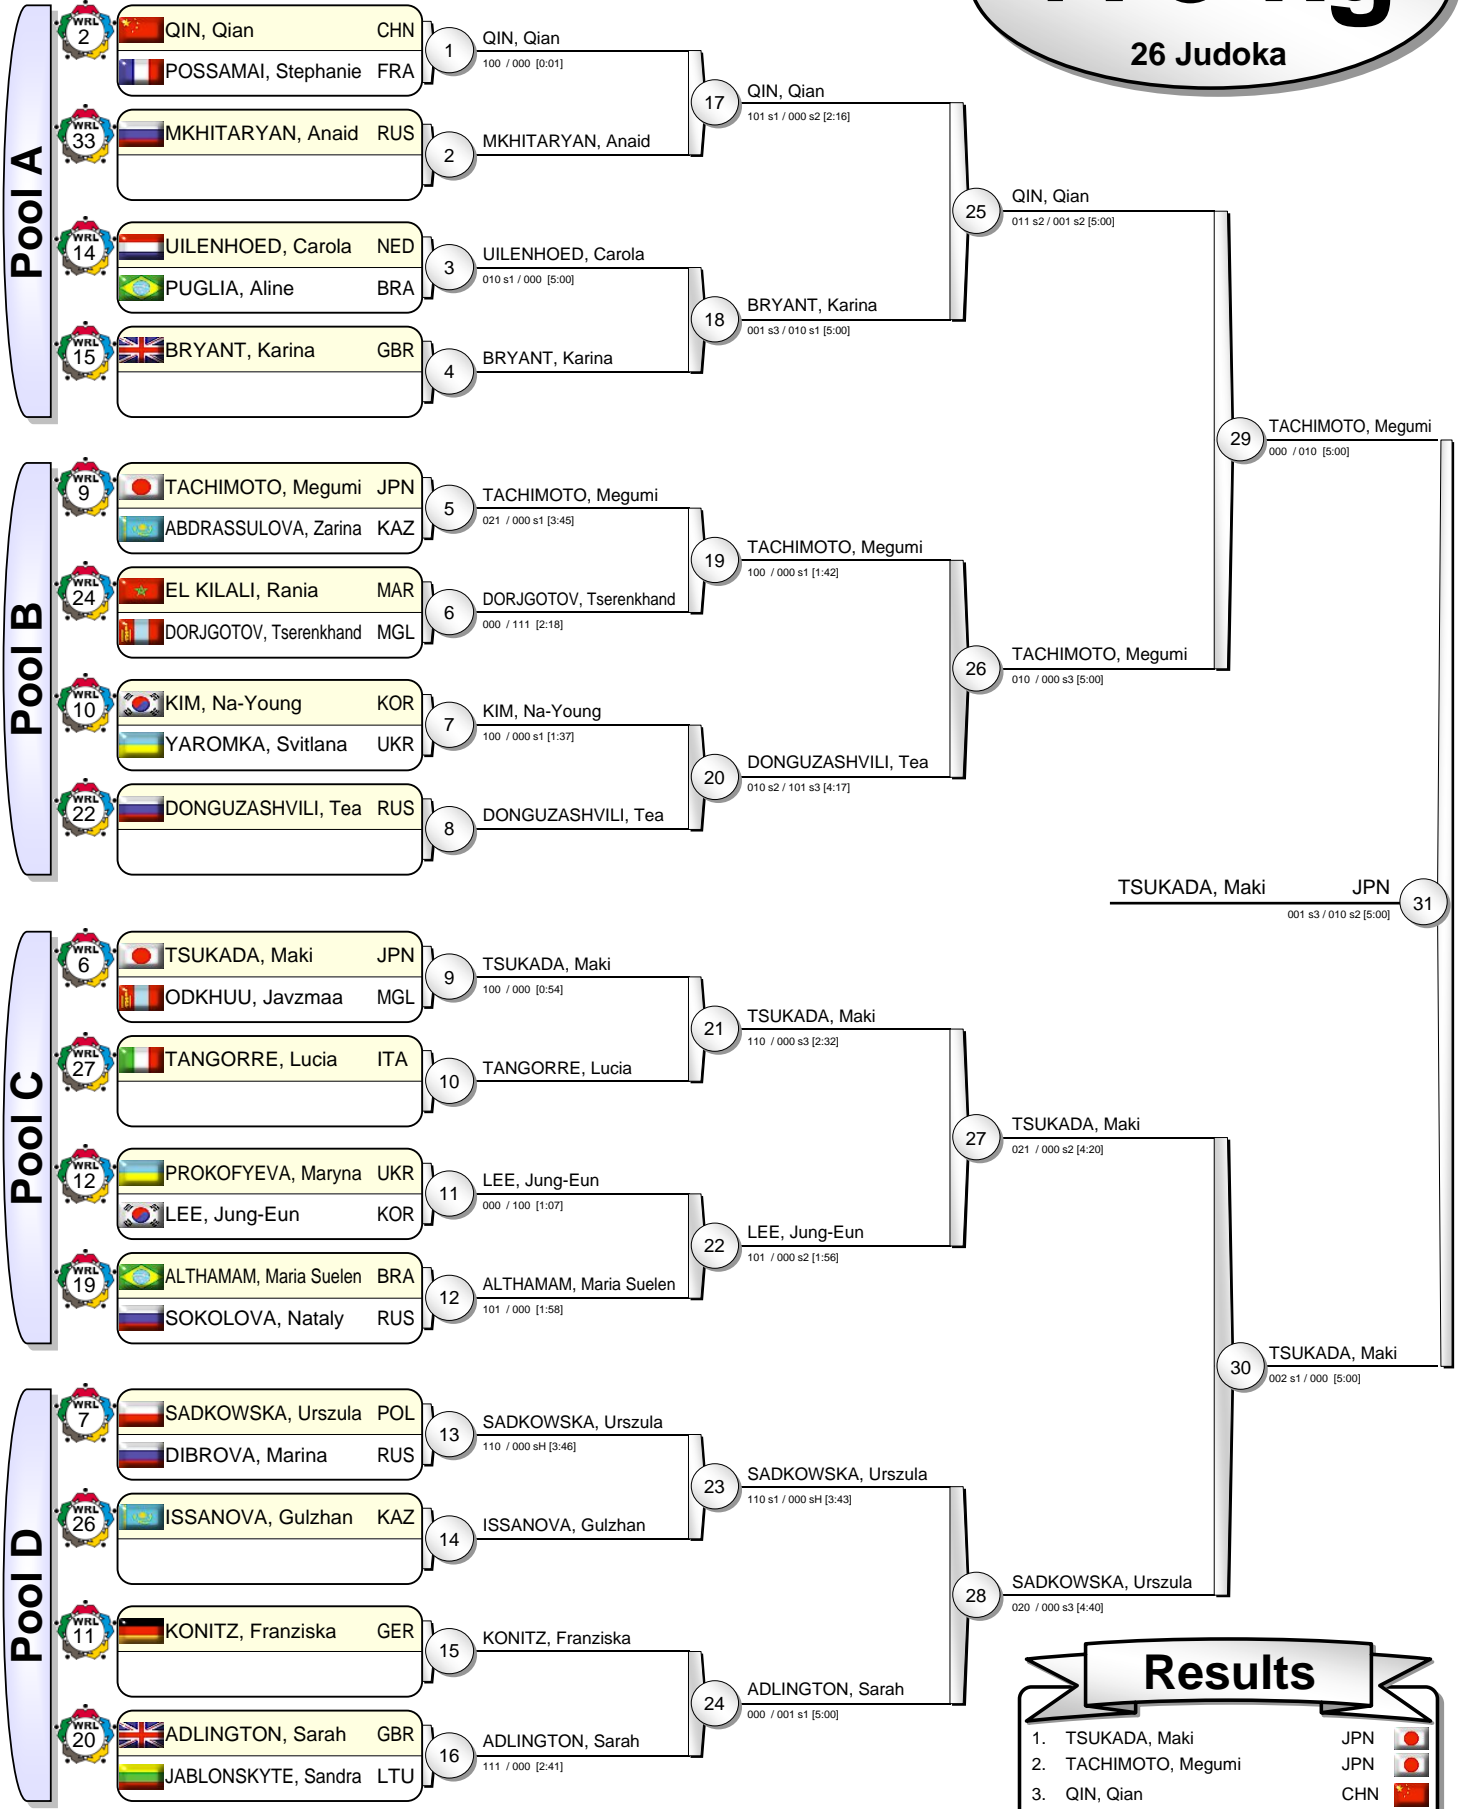 26 Judoka
Pool A
WRL 2
QIN, Qian CHN
POSSAMAI, Stephanie FRA
1
QIN, Qian
100 / 000 [0:01]
WRL 33
MKHITARYAN, Anaid RUS
2
MKHITARYAN, Anaid
17
QIN, Qian
101 s1 / 000 s2 [2:16]
WRL 14
UILENHOED, Carola NED
PUGLIA, Aline BRA
3
UILENHOED, Carola
010 s1 / 000 [5:00]
WRL 15
BRYANT, Karina GBR
4
BRYANT, Karina
18
BRYANT, Karina
001 s3 / 010 s1 [5:00]
25
QIN, Qian
011 s2 / 001 s2 [5:00]
Pool B
WRL 9
TACHIMOTO, Megumi JPN
ABDRASSULOVA, Zarina KAZ
5
TACHIMOTO, Megumi
021 / 000 s1 [3:45]
WRL 24
EL KILALI, Rania MAR
DORJGOTOV, Tserenkhand MGL
6
DORJGOTOV, Tserenkhand
000 / 111 [2:18]
19
TACHIMOTO, Megumi
100 / 000 s1 [1:42]
WRL 10
KIM, Na-Young KOR
YAROMKA, Svitlana UKR
7
KIM, Na-Young
100 / 000 s1 [1:37]
WRL 22
DONGUZASHVILI, Tea RUS
8
DONGUZASHVILI, Tea
20
DONGUZASHVILI, Tea
010 s2 / 101 s3 [4:17]
26
TACHIMOTO, Megumi
010 / 000 s3 [5:00]
29
TACHIMOTO, Megumi
000 / 010 [5:00]
TSUKADA, Maki JPN
31
001 s3 / 010 s2 [5:00]
Pool C
WRL 6
TSUKADA, Maki JPN
ODKHUU, Javzmaa MGL
9
TSUKADA, Maki
100 / 000 [0:54]
WRL 27
TANGORRE, Lucia ITA
10
TANGORRE, Lucia
21
TSUKADA, Maki
110 / 000 s3 [2:32]
WRL 12
PROKOFYEVA, Maryna UKR
LEE, Jung-Eun KOR
11
LEE, Jung-Eun
000 / 100 [1:07]
WRL 19
ALTHAMAM, Maria Suelen BRA
SOKOLOVA, Nataly RUS
12
ALTHAMAM, Maria Suelen
101 / 000 [1:58]
22
LEE, Jung-Eun
101 / 000 s2 [1:56]
27
TSUKADA, Maki
021 / 000 s2 [4:20]
Pool D
WRL 7
SADKOWSKA, Urszula POL
DIBROVA, Marina RUS
13
SADKOWSKA, Urszula
110 / 000 sH [3:46]
WRL 26
ISSANOVA, Gulzhan KAZ
14
ISSANOVA, Gulzhan
23
SADKOWSKA, Urszula
110 s1 / 000 sH [3:43]
WRL 11
KONITZ, Franziska GER
15
KONITZ, Franziska
WRL 20
ADLINGTON, Sarah GBR
JABLONSKYTE, Sandra LTU
16
ADLINGTON, Sarah
111 / 000 [2:41]
24
ADLINGTON, Sarah
000 / 001 s1 [5:00]
28
SADKOWSKA, Urszula
020 / 000 s3 [4:40]
30
TSUKADA, Maki
002 s1 / 000 [5:00]
Results
1. TSUKADA, Maki JPN
2. TACHIMOTO, Megumi JPN
3. QIN, Qian CHN